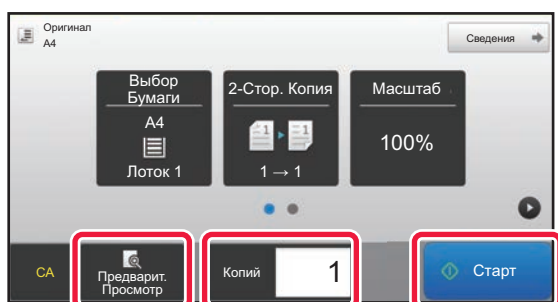 Оригинал
A4
Сведения
Выбор
Бумаги
A4
Лоток 1
2-Стор. Копия
1 → 1
Масштаб
100%
CA
Предварит.
Просмотр
Копий
1
Старт